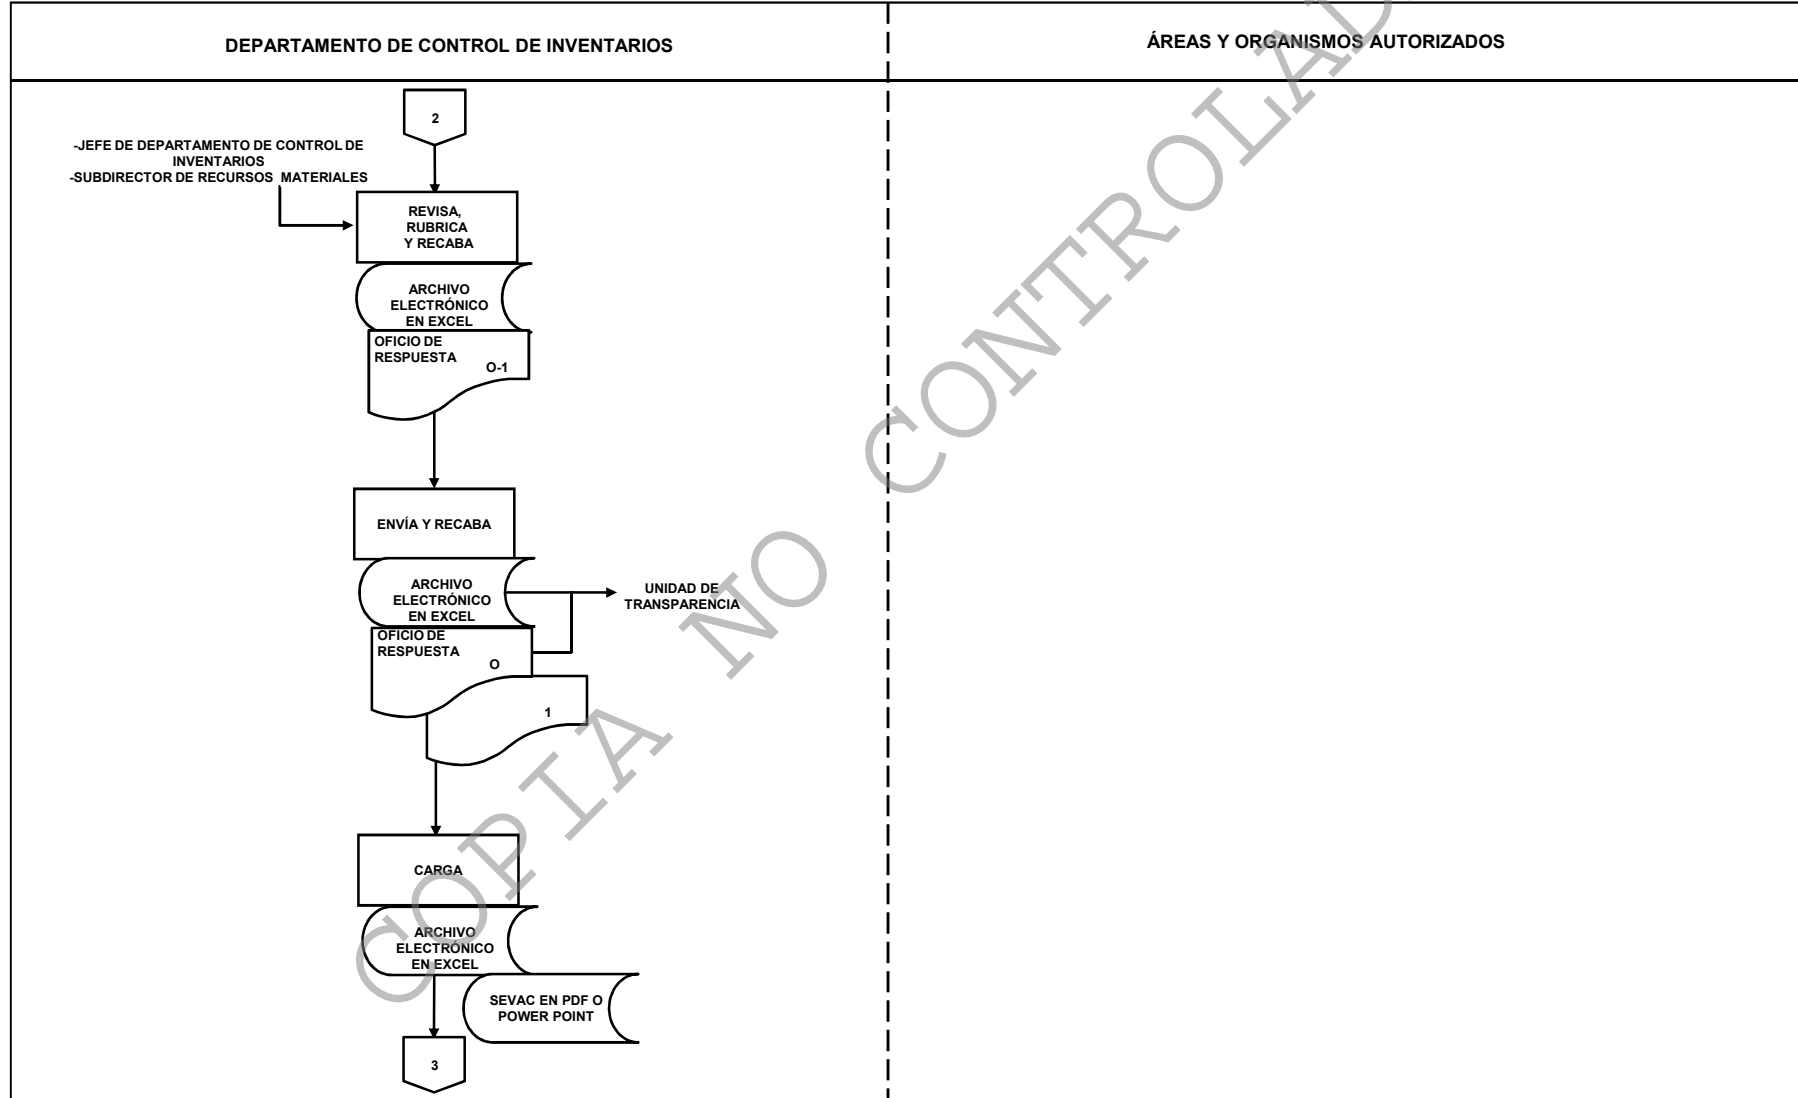 DEPARTAMENTO DE CONTROL DE INVENTARIOS
ÁREAS Y ORGANISMOS AUTORIZADOS
2
-JEFE DE DEPARTAMENTO DE CONTROL DE
INVENTARIOS
-SUBDIRECTOR DE RECURSOS MATERIALES
REVISA,
RUBRICA
Y RECABA
ARCHIVO
ELECTRÓNICO
EN EXCEL
OFICIO DE
RESPUESTA
O-1
ENVÍA Y RECABA
ARCHIVO
ELECTRÓNICO
EN EXCEL
UNIDAD DE
TRANSPARENCIA
OFICIO DE
RESPUESTA
O
1
CARGA
ARCHIVO
ELECTRÓNICO
EN EXCEL
SEVAC EN PDF O
POWER POINT
3
COPIA NO CONTROLAD